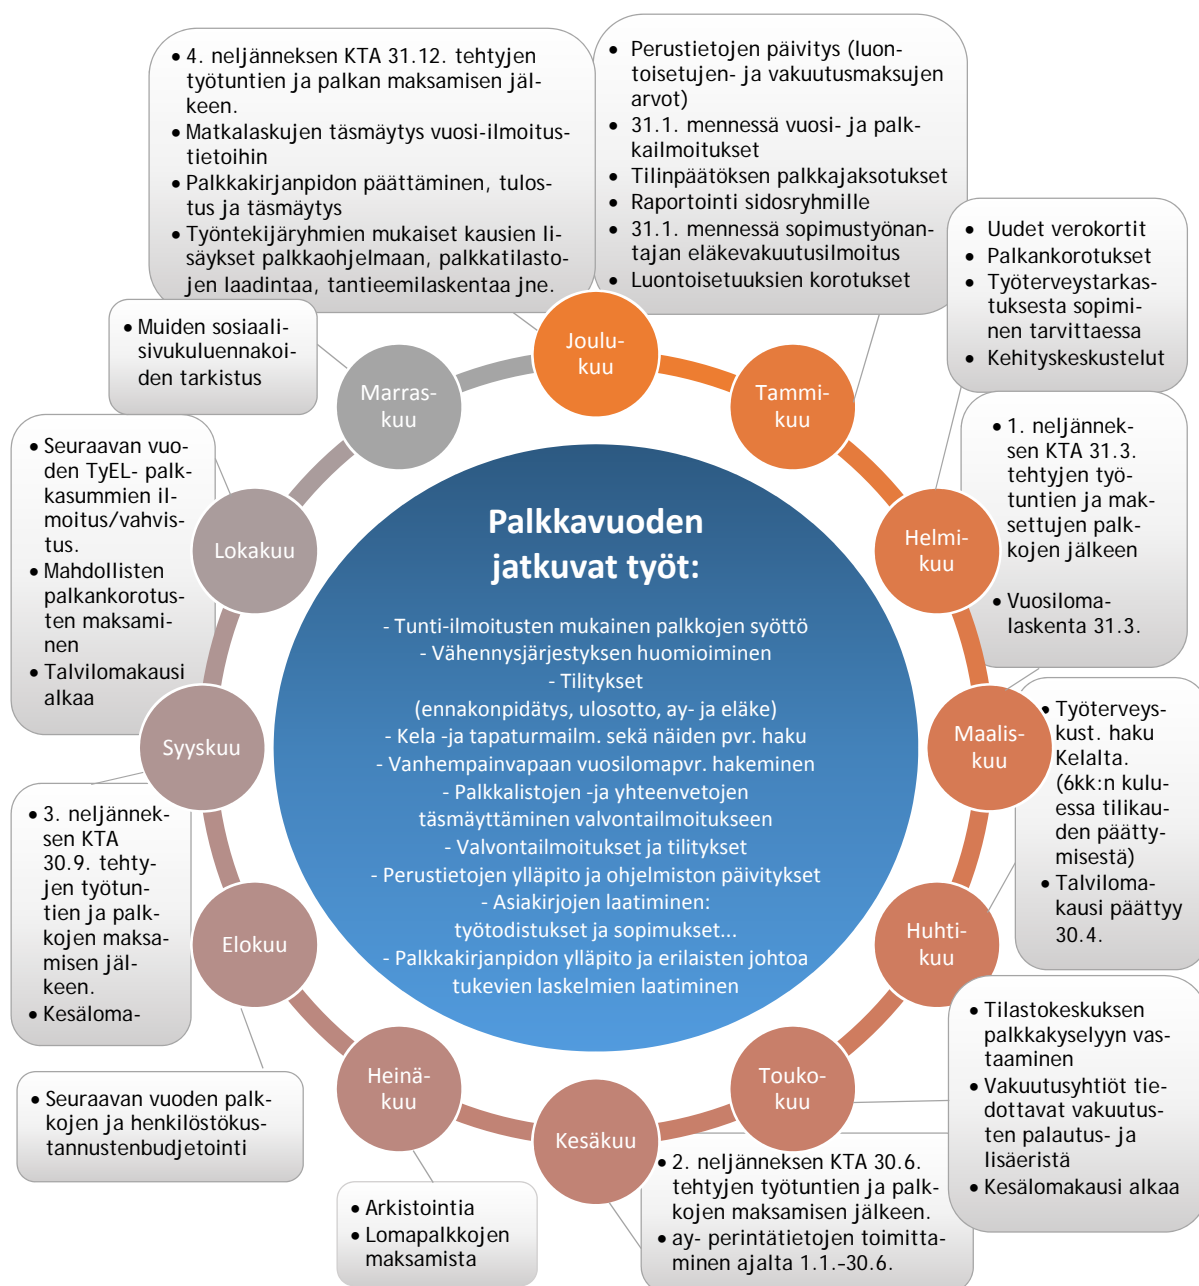 • 4. neljänneksen KTA 31.12. tehtyjen
työtuntien ja palkan maksamisen jäl-
keen.
• Matkalaskujen täsmäytys vuosi-ilmoitus-
tietoihin
• Palkkakirjanpidon päättäminen, tulos-
tus ja täsmäytys
• Työntekijäryhmien mukaiset kausien li-
säykset palkkaohjelmaan, palkkatilasto-
jen laadintaa, tantieemilaskentaa jne.
• Perustietojen päivitys (luon-
toisetujen- ja vakuutusmaksujen
arvot)
• 31.1. mennessä vuosi- ja palk-
kailmoitukset
• Tilinpäätöksen palkkajaksotukset
• Raportointi sidosryhmille
• 31.1. mennessä sopimustyönan-
tajan eläkevakuutusilmoitus
• Luontoisetuuksien korotukset
• Uudet verokortit
• Palkankorotukset
• Työterveystarkas-
tuksesta sopimi-
nen tarvittaessa
• Kehityskeskustelut
• Muiden sosiaali-
sivukuluennakoi-
den tarkistus
Joulu-
kuu
Tammi-
kuu
Marras-
kuu
• Seuraavan vuo-
den TyEL- palk-
kasummien il-
moitus/vahvis-
tus.
• Mahdollisten
palkankorotus-
ten maksami-
nen
• Talvilomakausi
alkaa
• 1. neljännek-
sen KTA 31.3.
tehtyjen työ-
tuntien ja mak-
settujen palk-
kojen jälkeen
• Vuosiloma-
laskenta 31.3.
Lokakuu
Helmi-
kuu
Palkkavuoden
jatkuvat työt:
- Tunti-ilmoitusten mukainen palkkojen syöttö
- Vähennysjärjestyksen huomioiminen
- Tilitykset
(ennakonpidätys, ulosotto, ay- ja eläke)
- Kela -ja tapaturmailm. sekä näiden pvr. haku
- Vanhempainvapaan vuosilomapvr. hakeminen
- Palkkalistojen -ja yhteenvetojen
täsmäyttäminen valvontailmoitukseen
- Valvontailmoitukset ja tilitykset
- Perustietojen ylläpito ja ohjelmiston päivitykset
- Asiakirjojen laatiminen:
työtodistukset ja sopimukset...
- Palkkakirjanpidon ylläpito ja erilaisten johtoa
tukevien laskelmien laatiminen
Syyskuu
Maalis-
kuu
• Työterveys-
kust. haku
Kelalta.
(6kk:n kulu-
essa tilikau-
den päätty-
misestä)
• Talviloma-
kausi päättyy
30.4.
• 3. neljännek-
sen KTA
30.9. tehty-
jen työtun-
tien ja palk-
kojen maksa-
misen jäl-
keen.
• Kesäloma-
Elokuu
Huhti-
kuu
• Tilastokeskuksen
palkkakyselyyn vas-
taaminen
• Vakuutusyhtiöt tie-
dottavat vakuutus-
ten palautus- ja
lisäeristä
• Kesälomakausi alkaa
Heinä-
kuu
Touko-
kuu
Kesäkuu
• Seuraavan vuoden palk-
kojen ja henkilöstökus-
tannustenbudjetointi
• 2. neljänneksen KTA 30.6.
tehtyjen työtuntien ja palk-
kojen maksamisen jälkeen.
• ay- perintätietojen toimitta-
minen ajalta 1.1.-30.6.
• Arkistointia
• Lomapalkkojen
maksamista